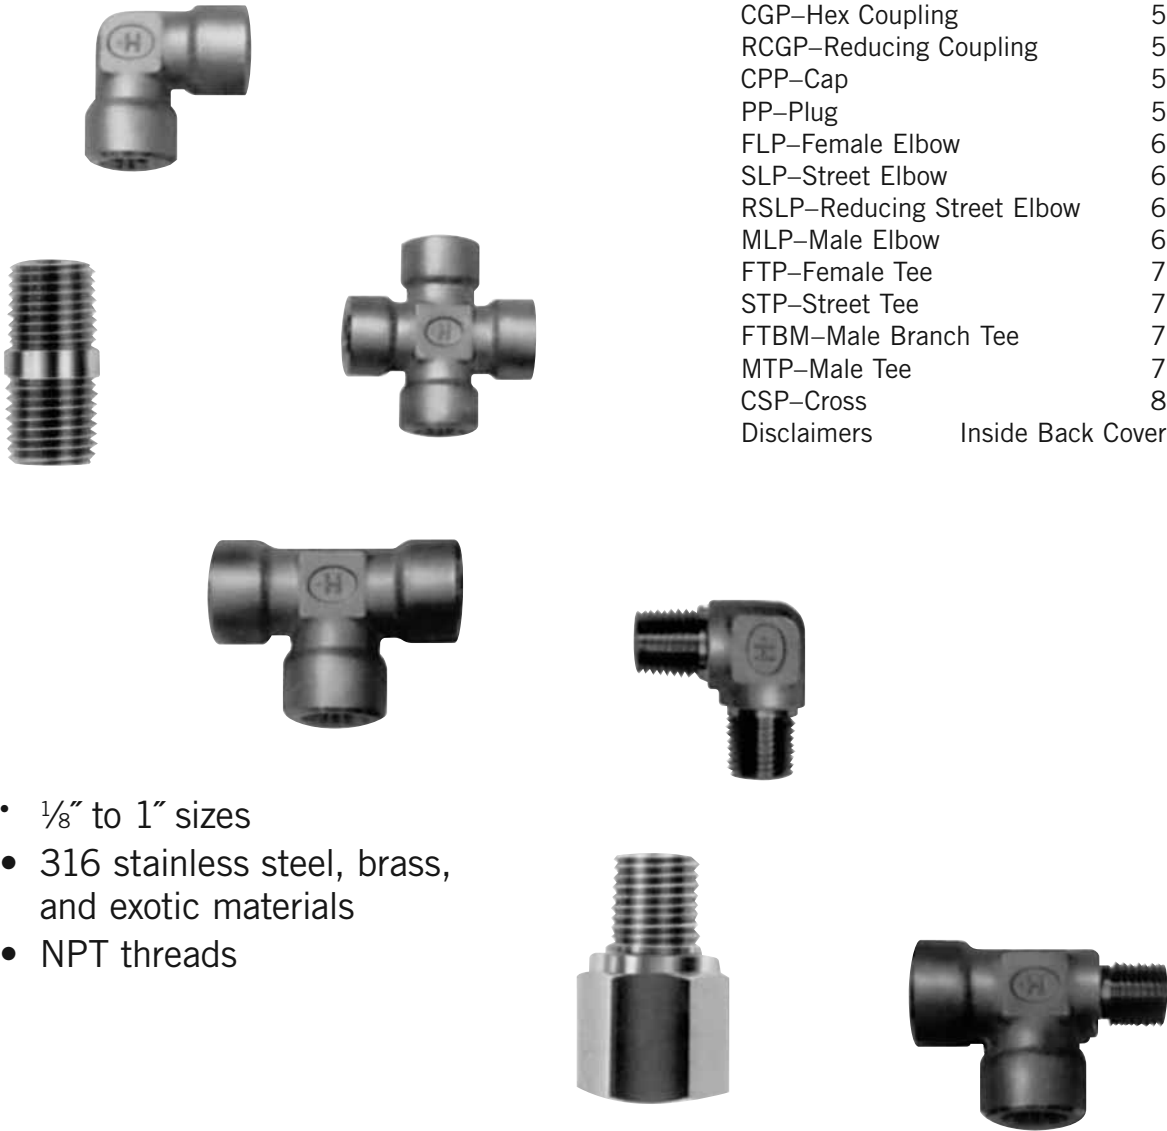 CGP–Hex Coupling 5
RCGP–Reducing Coupling 5
CPP–Cap 5
PP–Plug 5
FLP–Female Elbow 6
SLP–Street Elbow 6
RSLP–Reducing Street Elbow 6
MLP–Male Elbow 6
FTP–Female Tee 7
STP–Street Tee 7
FTBM–Male Branch Tee 7
MTP–Male Tee 7
CSP–Cross 8
Disclaimers Inside Back Cover
H
H
H
H
• ⅛˝ to 1˝ sizes
• 316 stainless steel, brass,
and exotic materials
• NPT threads
H